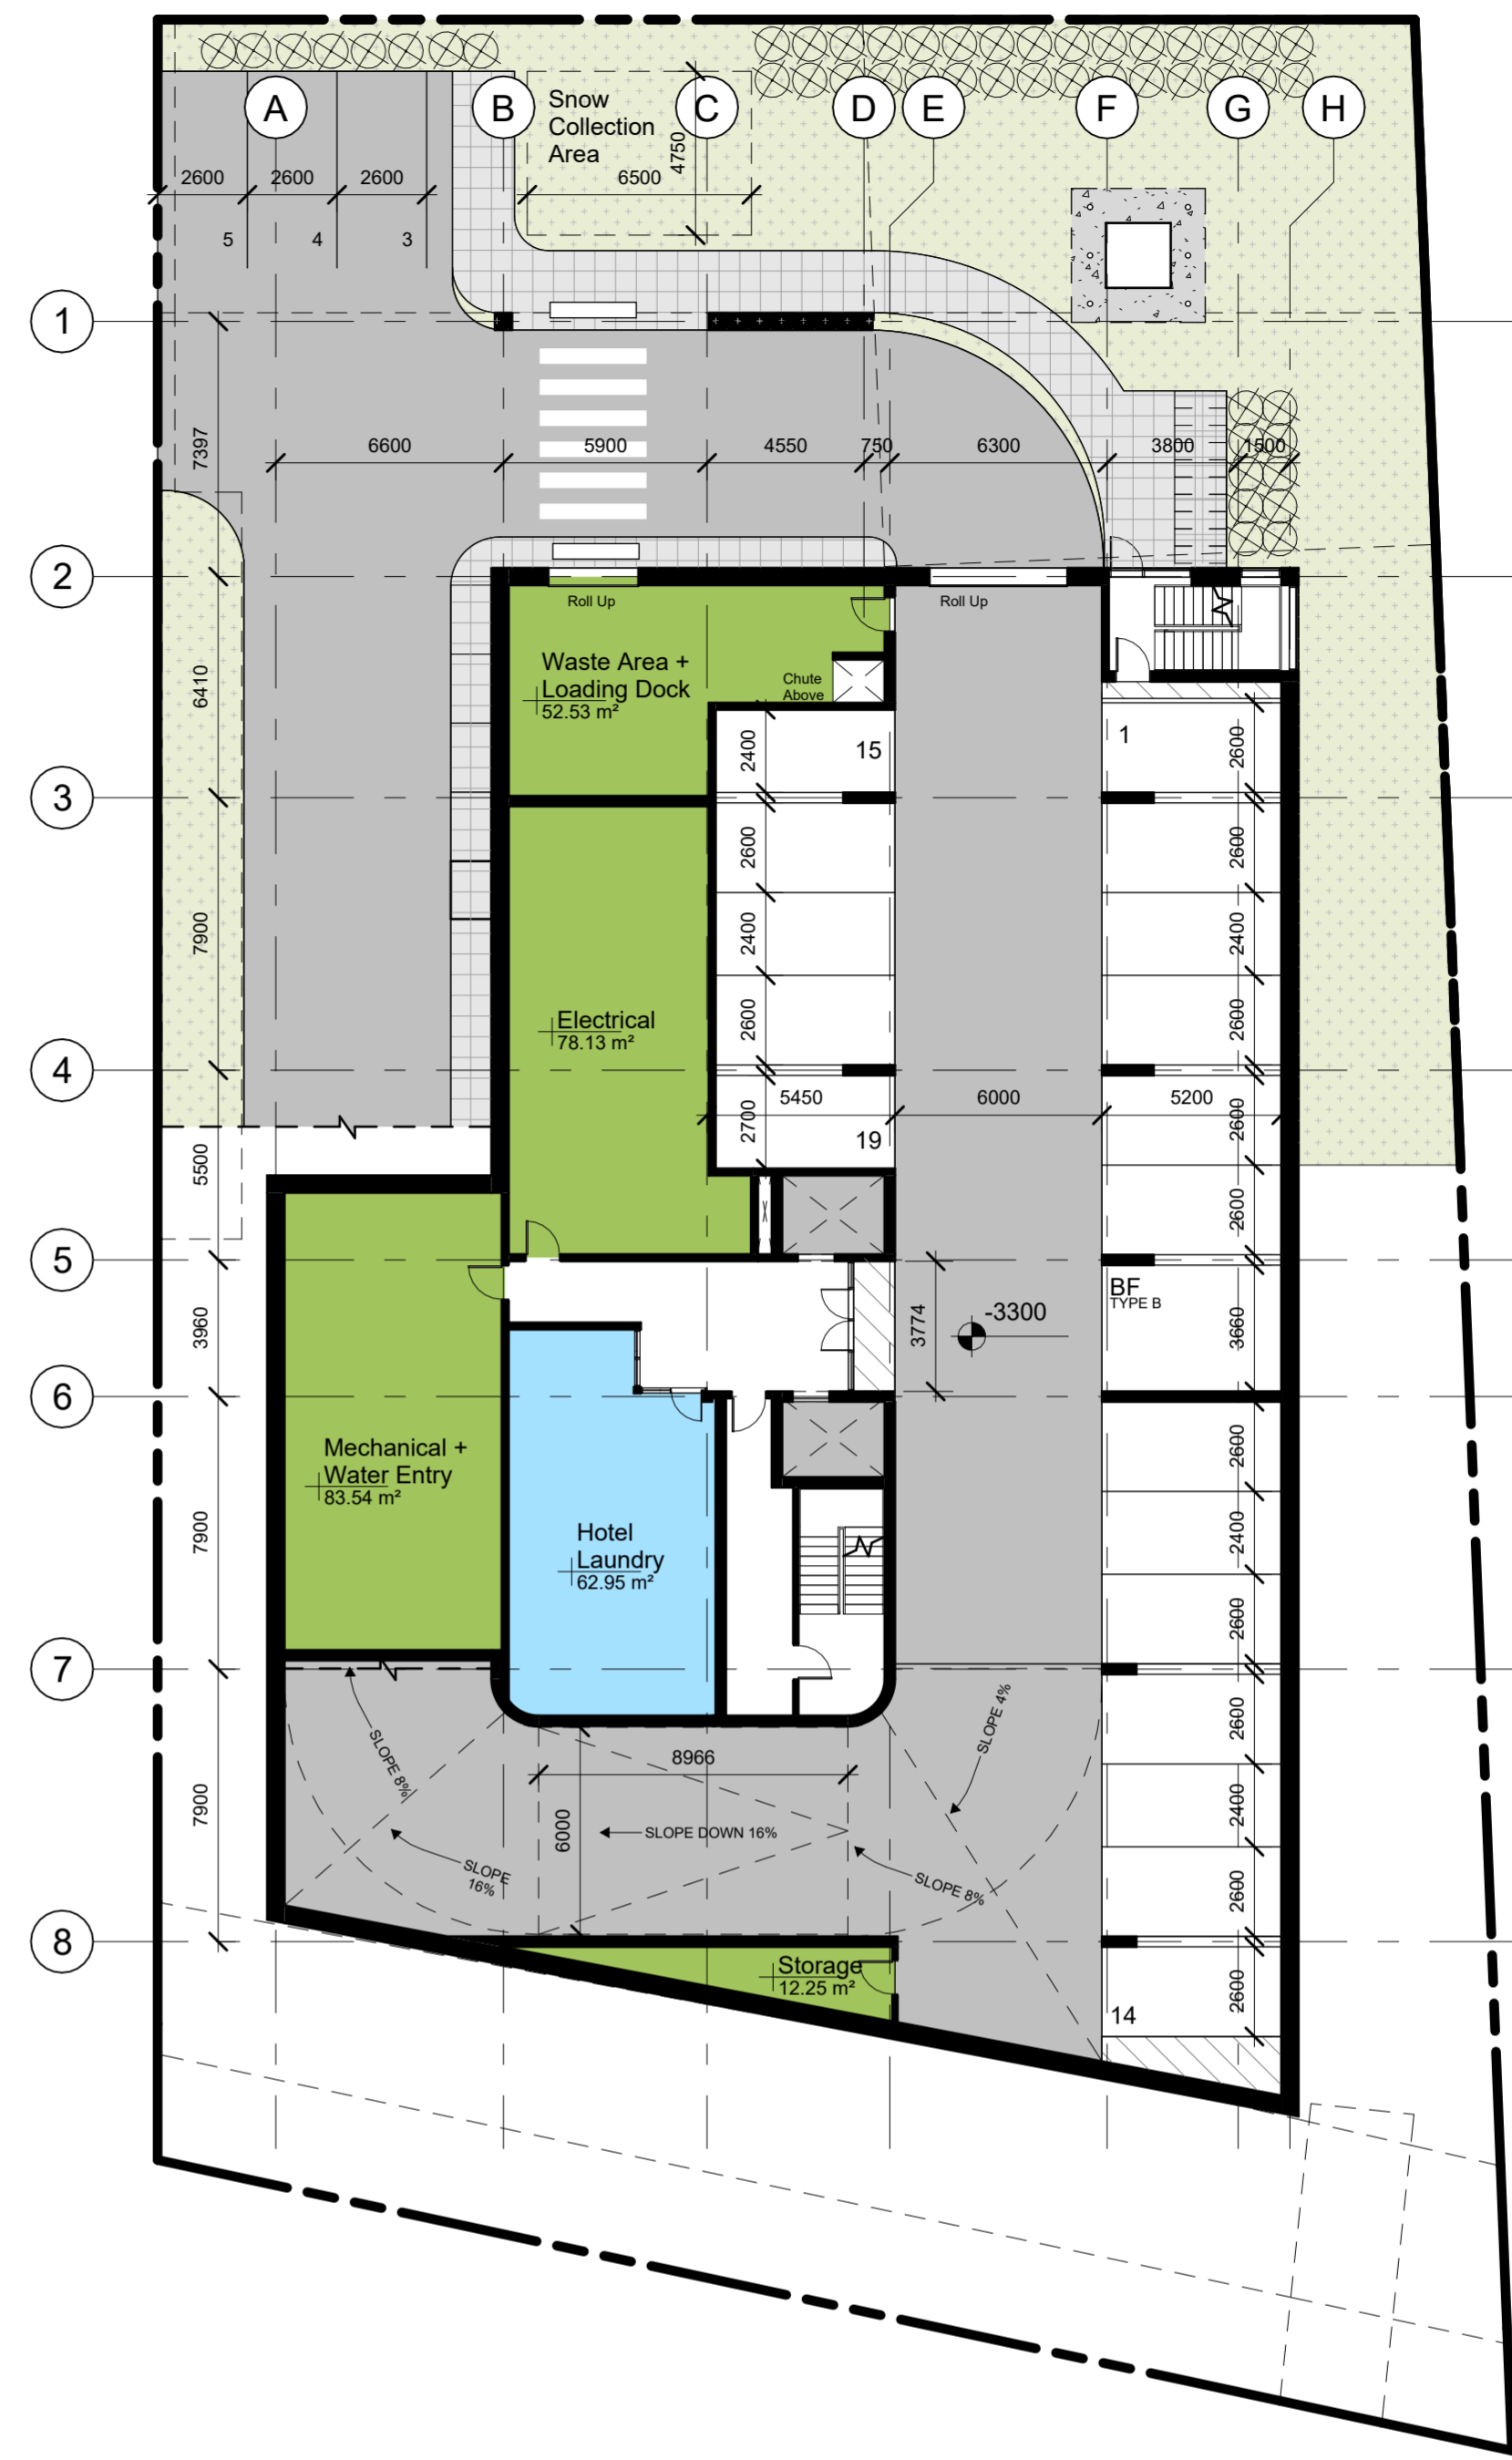 A
B
C
D
E
F
G
H
Snow
Collection
Area
4750
6500
2600
2600
2600
5
4
3
1
7397
6600
5900
4550
750
6300
3800
1500
2
Roll Up
Roll Up
6410
Waste Area +
Loading Dock
52.53 m²
Chute
Above
2400
15
1
2600
3
2600
2600
7900
2400
2400
Electrical
78.13 m²
2600
2600
4
5450
6000
5200
2700
19
2600
5500
2600
5
BF
TYPE B
3960
3774
-3300
3660
6
Mechanical +
Water Entry
83.54 m²
2600
7900
Hotel
Laundry
62.95 m²
2400
2600
7
SLOPE 8%
SLOPE 4%
8966
2600
7900
6000
SLOPE DOWN 16%
2400
SLOPE
16%
SLOPE 8%
2600
8
Storage
12.25 m²
14
2600